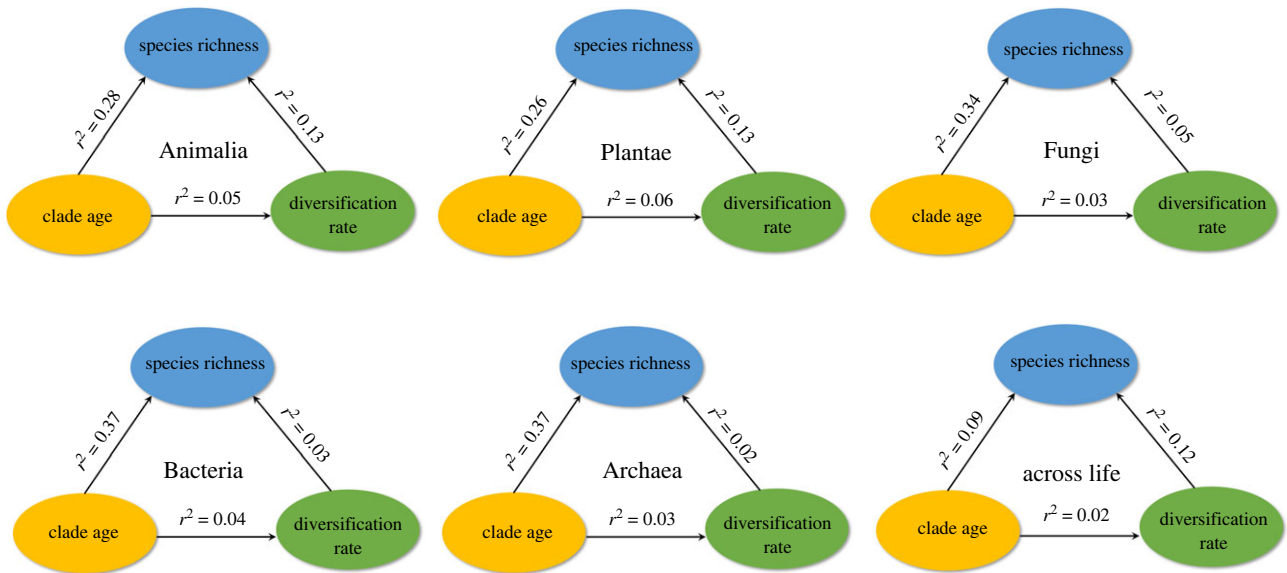 species richness
r² = 0.28
r² = 0.13
Animalia
clade age
r² = 0.05
diversification
rate
species richness
r² = 0.26
r² = 0.13
Plantae
clade age
r² = 0.06
diversification
rate
species richness
r² = 0.34
r² = 0.05
Fungi
clade age
r² = 0.03
diversification
rate
species richness
r² = 0.37
r² = 0.03
Bacteria
clade age
r² = 0.04
diversification
rate
species richness
r² = 0.37
r² = 0.02
Archaea
clade age
r² = 0.03
diversification
rate
species richness
r² = 0.09
r² = 0.12
across life
clade age
r² = 0.02
diversification
rate